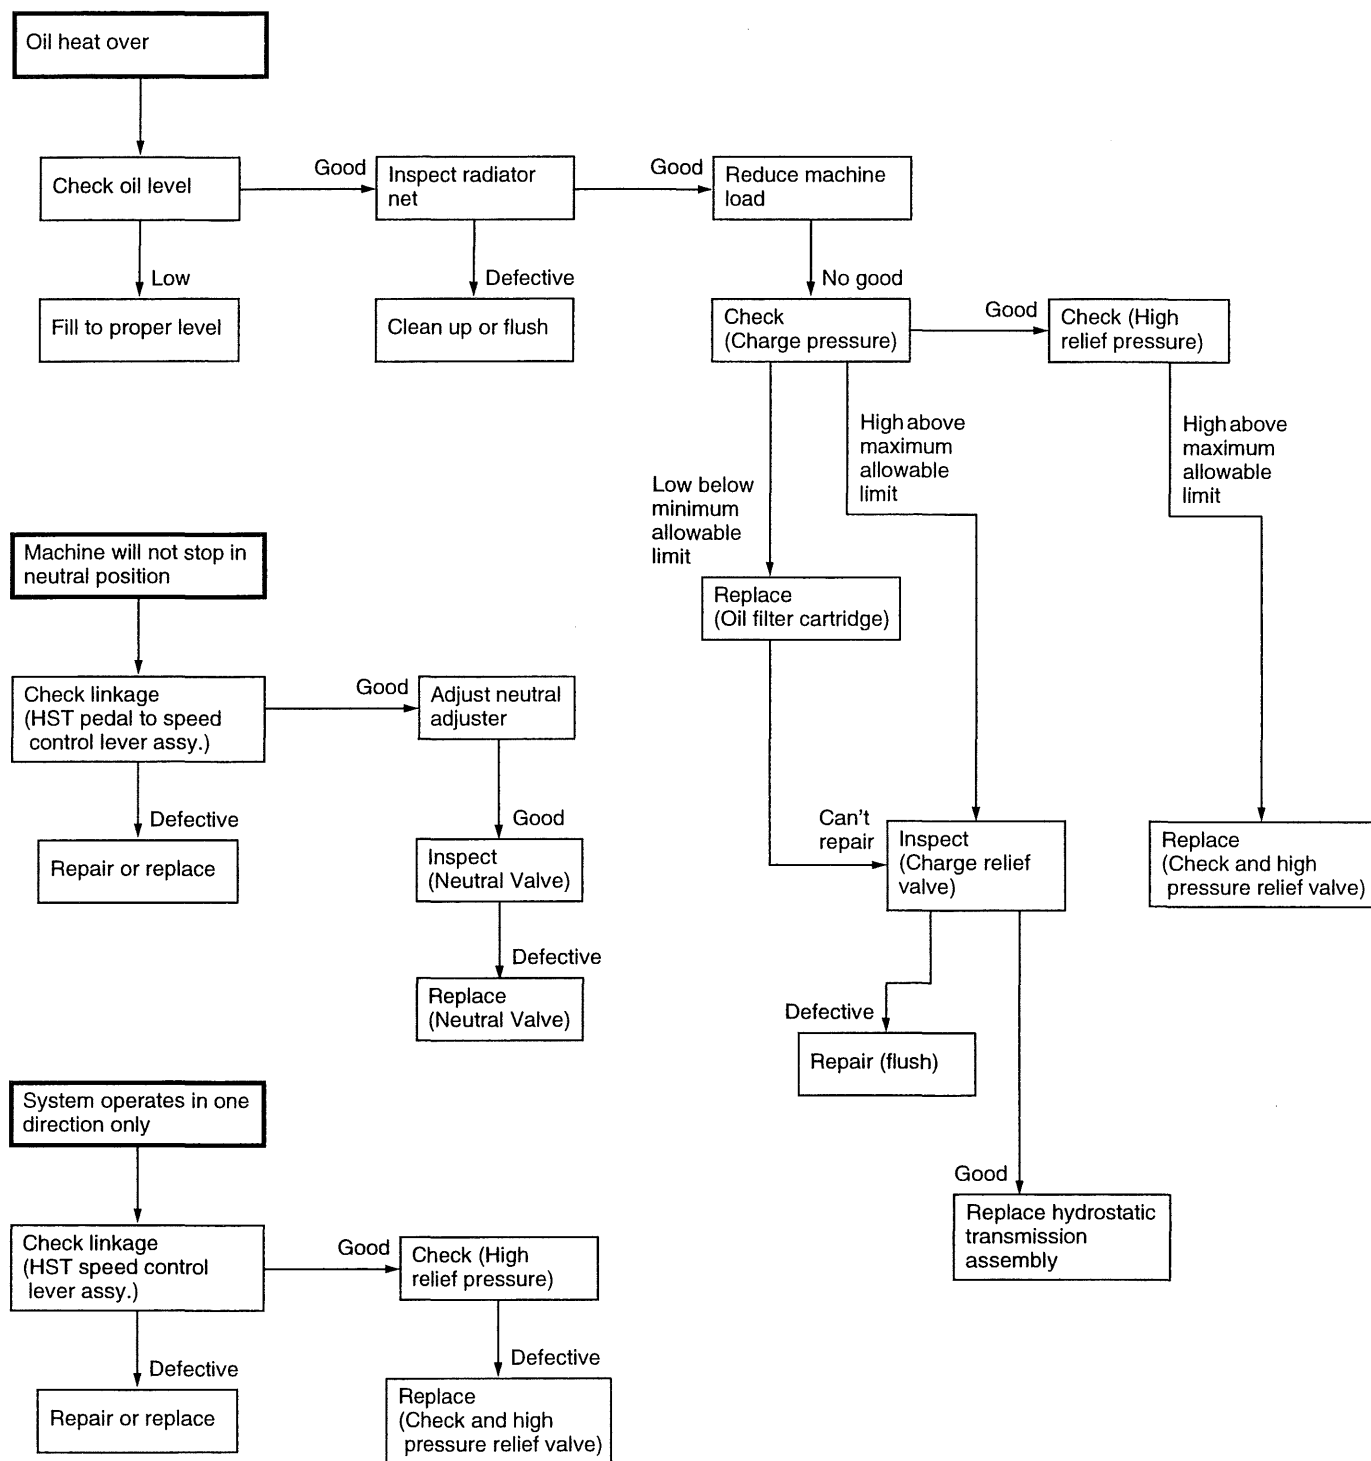 Oil heat over
Check oil level
Good
Inspect radiator
net
Good
Reduce machine
load
Low
Fill to proper level
Defective
Clean up or flush
No good
Check
(Charge pressure)
Good
Check (High
relief pressure)
Low below
minimum
allowable
limit
High above
maximum
allowable
limit
High above
maximum
allowable
limit
Replace
(Oil filter cartridge)
Can't
repair
Inspect
(Charge relief
valve)
Replace
(Check and high
pressure relief valve)
Defective
Repair (flush)
Good
Replace hydrostatic
transmission
assembly
Machine will not stop in
neutral position
Check linkage
(HST pedal to speed
control lever assy.)
Good
Adjust neutral
adjuster
Defective
Repair or replace
Good
Inspect
(Neutral Valve)
Defective
Replace
(Neutral Valve)
System operates in one
direction only
Check linkage
(HST speed control
lever assy.)
Good
Check (High
relief pressure)
Defective
Repair or replace
Defective
Replace
(Check and high
pressure relief valve)